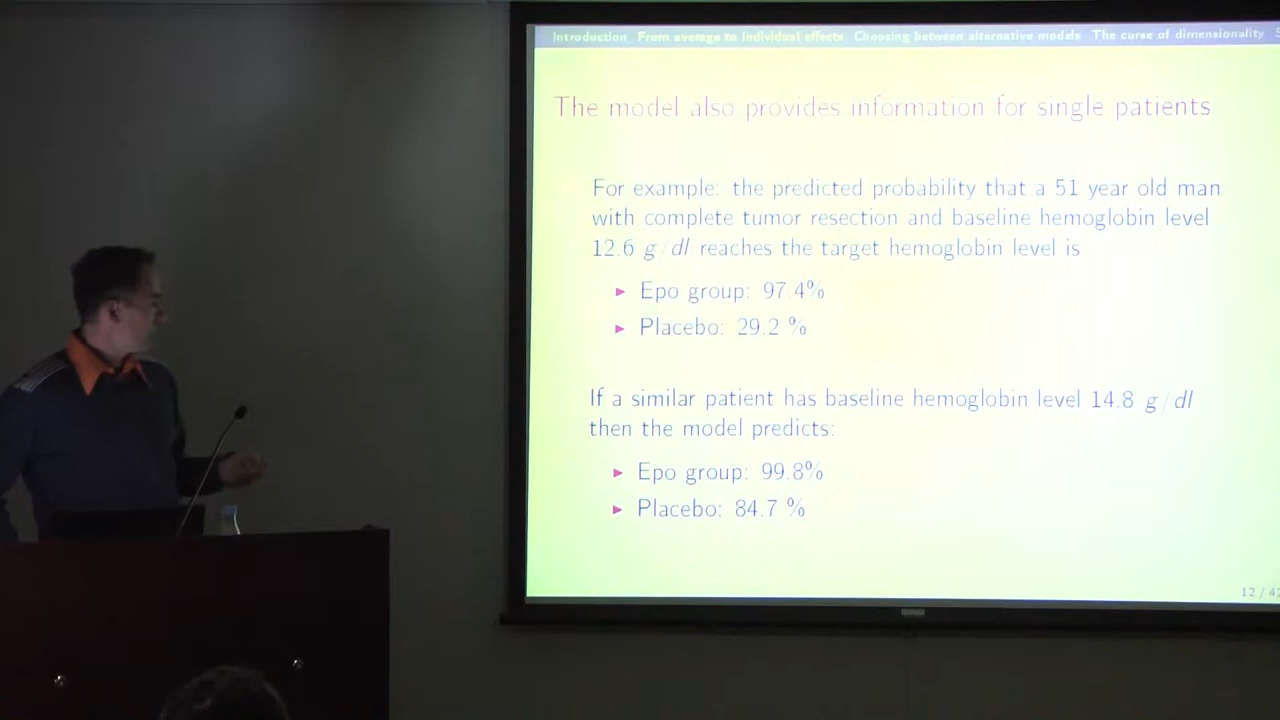 Introduction From average to individual effects Choosing between alternative models The curse of dimensionality
The model also provides information for single patients
For example: the predicted probability that a 51 year old man
with complete tumor resection and baseline hemoglobin level
12.6 g/dl reaches the target hemoglobin level is
▶ Epo group: 97.4%
▶ Placebo: 29.2 %
If a similar patient has baseline hemoglobin level 14.8 g/dl
then the model predicts:
▶ Epo group: 99.8%
▶ Placebo: 84.7 %
12 / 42